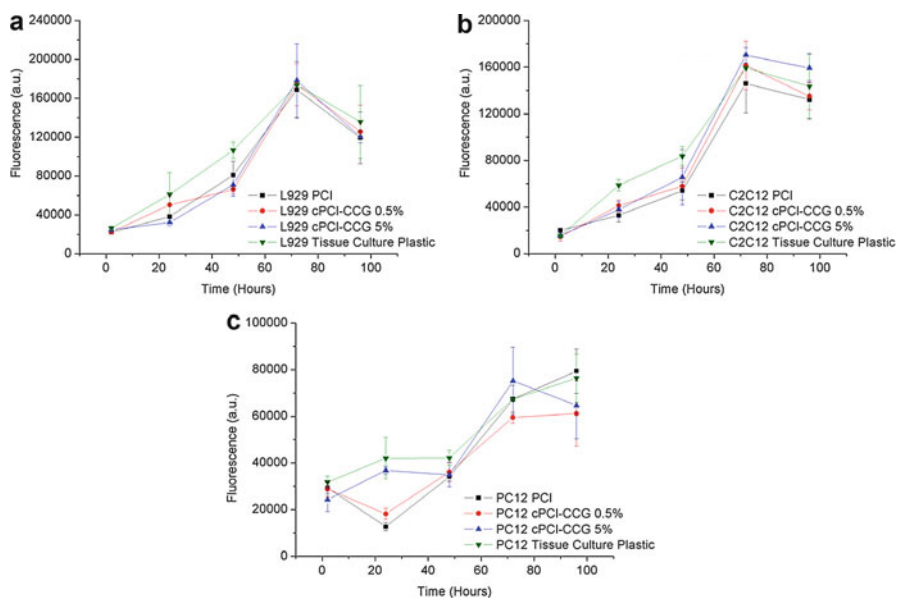 a
240000
200000
160000
120000
80000
40000
0
Fluorescence (a.u.)
L929 PCI
L929 cPCI-CCG 0.5%
L929 cPCI-CCG 5%
L929 Tissue Culture Plastic
0 20 40 60 80 100
Time (Hours)
b
200000
160000
120000
80000
40000
0
Fluorescence (a.u.)
C2C12 PCI
C2C12 cPCI-CCG 0.5%
C2C12 cPCI-CCG 5%
C2C12 Tissue Culture Plastic
0 20 40 60 80 100
Time (Hours)
c
100000
80000
60000
40000
20000
0
Fluorescence (a.u.)
PC12 PCI
PC12 cPCI-CCG 0.5%
PC12 cPCI-CCG 5%
PC12 Tissue Culture Plastic
0 20 40 60 80 100
Time (Hours)